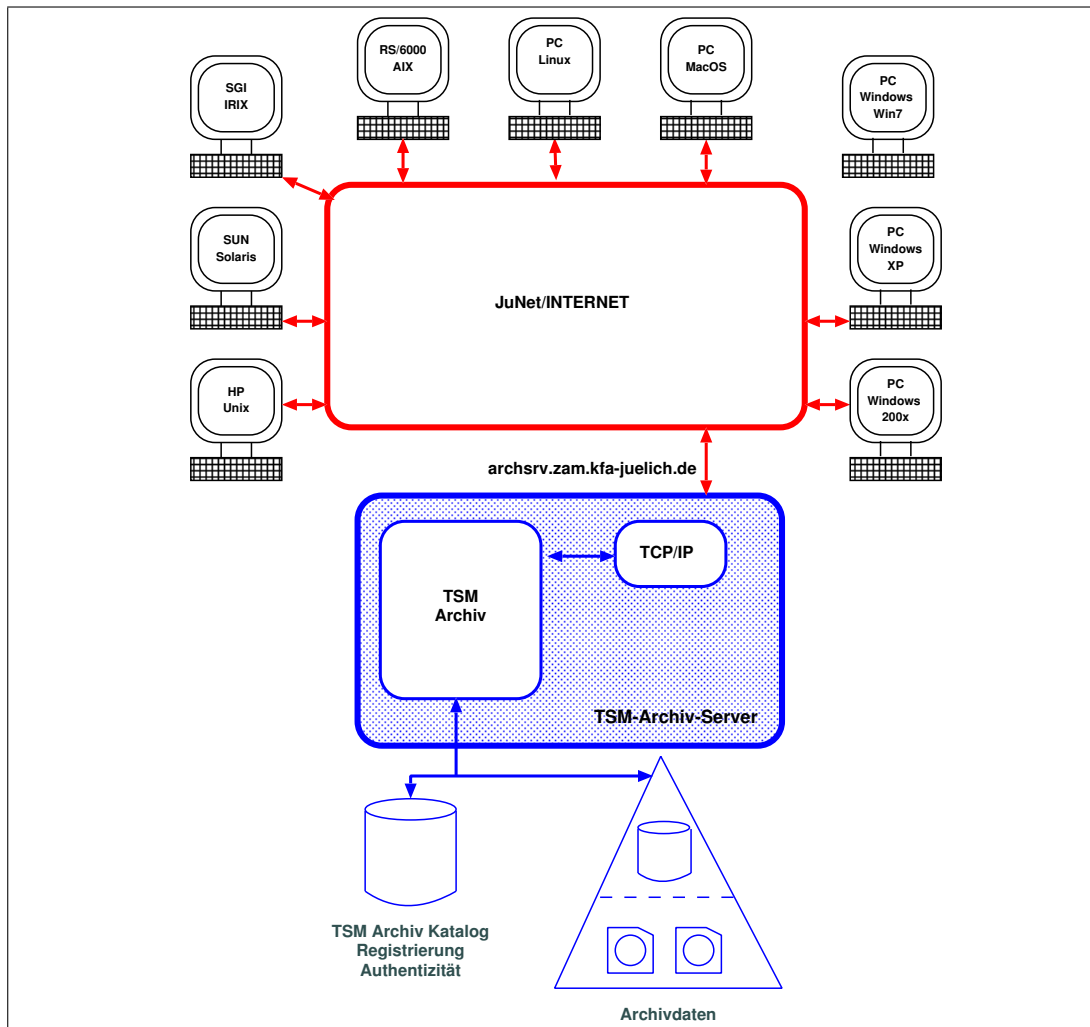 RS/6000
AIX
PC
Linux
PC
MacOS
SGI
IRIX
PC
Windows
Win7
SUN
Solaris
PC
Windows
XP
JuNet/INTERNET
HP
Unix
PC
Windows
200x
archsrv.zam.kfa-juelich.de
TCP/IP
TSM
Archiv
TSM-Archiv-Server
TSM Archiv Katalog
Registrierung
Authentizität
Archivdaten